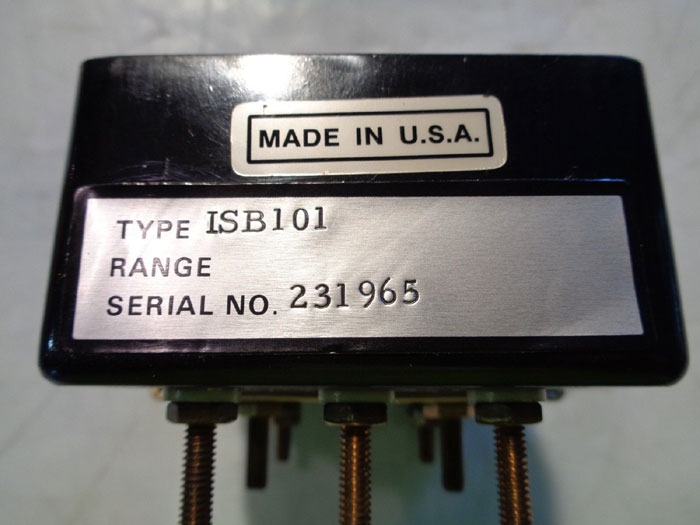 MADE IN U.S.A.
TYPE ISB101
RANGE
SERIAL NO. 231965